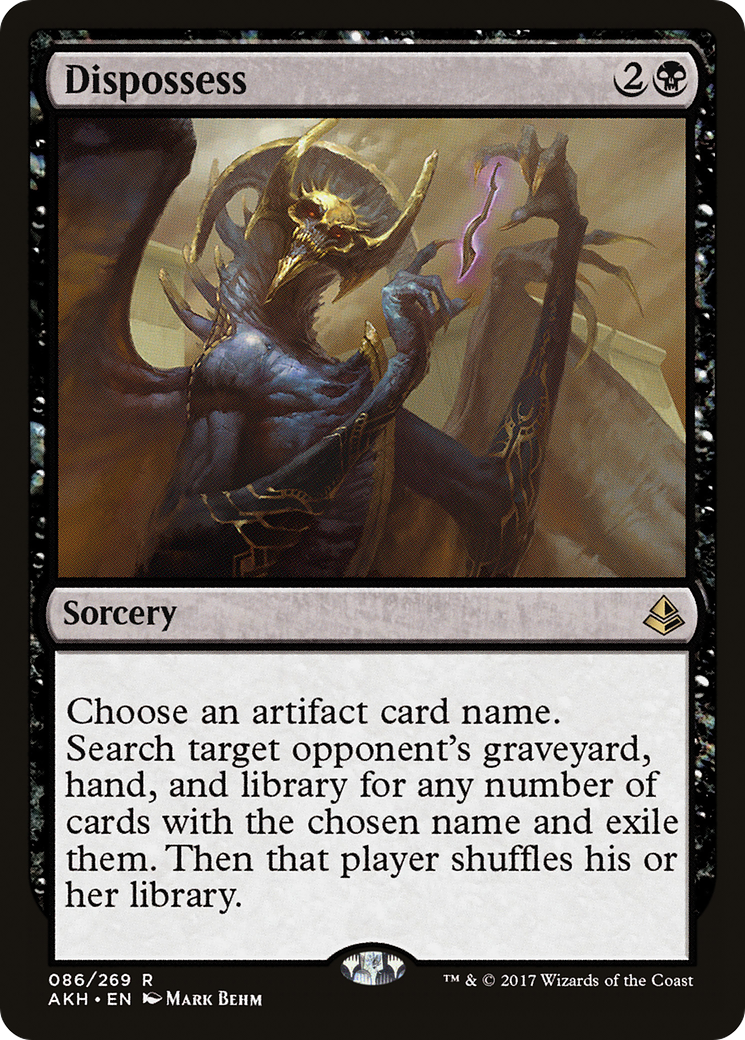 Dispossess 2
Sorcery
Choose an artifact card name.
Search target opponent's graveyard,
hand, and library for any number of
cards with the chosen name and exile
them. Then that player shuffles his or
her library.
086/269 R
™ & © 2017 Wizards of the Coast
AKH • EN Mark Behm